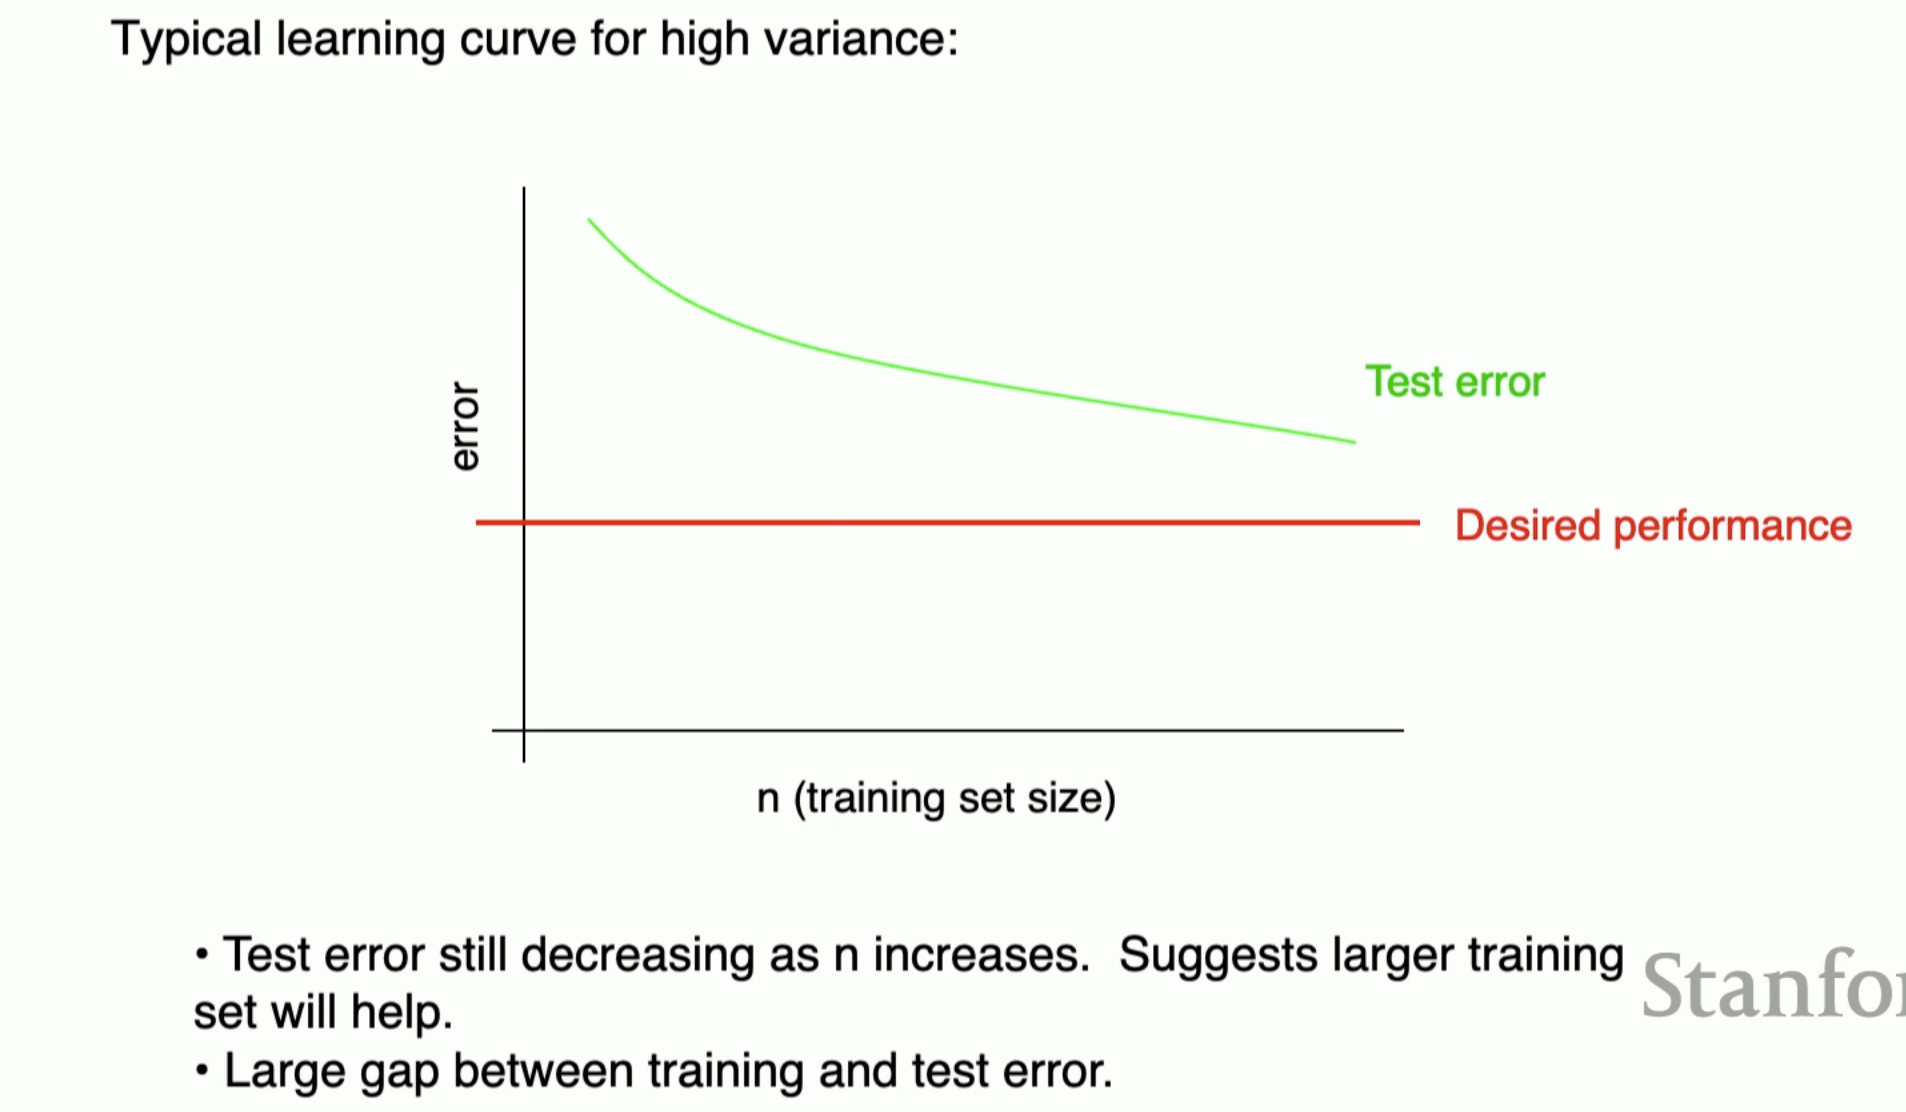 Typical learning curve for high variance:
error
Test error
Desired performance
n (training set size)
• Test error still decreasing as n increases.  Suggests larger training
set will help.
• Large gap between training and test error.
Stanfor